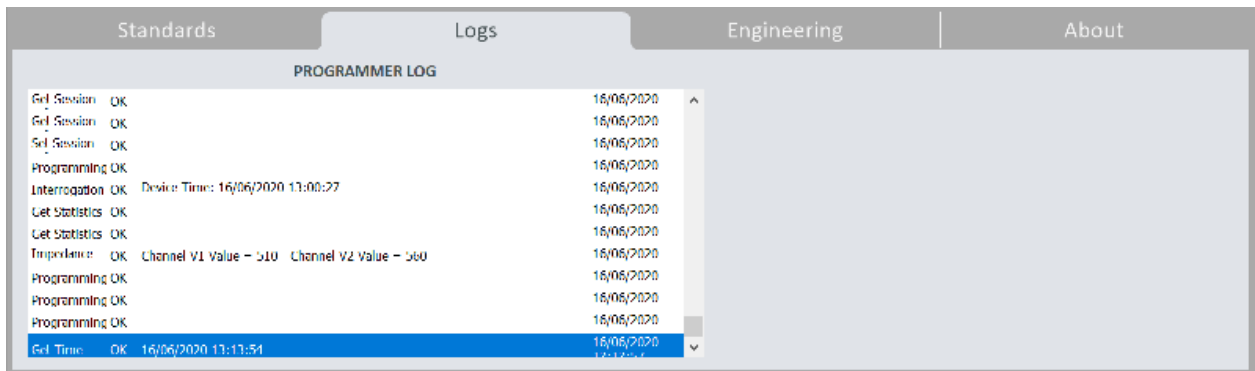 Standards Logs Engineering About
PROGRAMMER LOG
Get Session OK 16/06/2020
Get Session OK 16/06/2020
Set Session OK 16/06/2020
Programming OK 16/06/2020
Interrogation OK Device Time: 16/06/2020 13:00:27 16/06/2020
Get Statistics OK 16/06/2020
Get Statistics OK 16/06/2020
Impedance OK Channel V1 Value = 510 Channel V2 Value = 560 16/06/2020
Programming OK 16/06/2020
Programming OK 16/06/2020
Programming OK 16/06/2020
Get Time OK 16/06/2020 13:13:54 16/06/2020